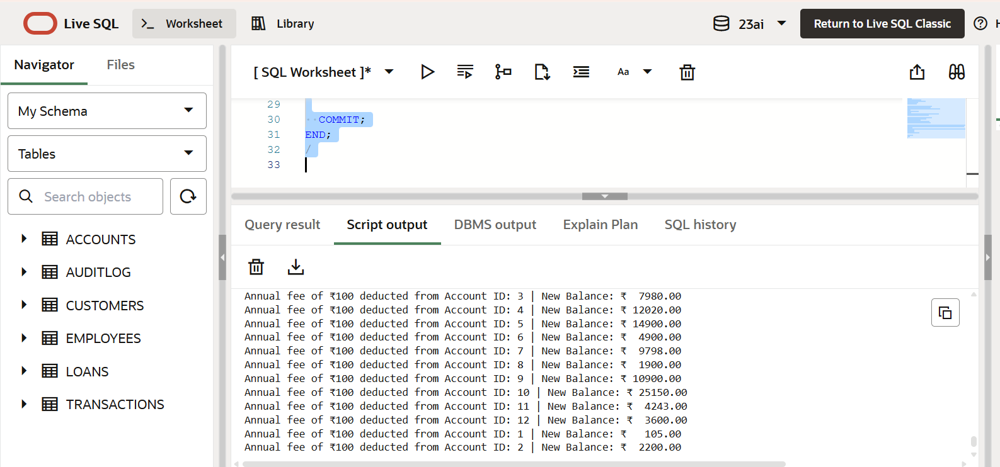 Live SQL
Worksheet
Library
23ai
Return to Live SQL Classic
Navigator
Files
[ SQL Worksheet ]*
Aa
My Schema
Tables
Search objects
ACCOUNTS
AUDITLOG
CUSTOMERS
EMPLOYEES
LOANS
TRANSACTIONS
29
30 COMMIT;
31 END;
32 /
33
Query result
Script output
DBMS output
Explain Plan
SQL history
Annual fee of ₹100 deducted from Account ID: 3 | New Balance: ₹  7980.00
Annual fee of ₹100 deducted from Account ID: 4 | New Balance: ₹ 12020.00
Annual fee of ₹100 deducted from Account ID: 5 | New Balance: ₹ 14900.00
Annual fee of ₹100 deducted from Account ID: 6 | New Balance: ₹  4900.00
Annual fee of ₹100 deducted from Account ID: 7 | New Balance: ₹  9798.00
Annual fee of ₹100 deducted from Account ID: 8 | New Balance: ₹  1900.00
Annual fee of ₹100 deducted from Account ID: 9 | New Balance: ₹ 10900.00
Annual fee of ₹100 deducted from Account ID: 10 | New Balance: ₹ 25150.00
Annual fee of ₹100 deducted from Account ID: 11 | New Balance: ₹  4243.00
Annual fee of ₹100 deducted from Account ID: 12 | New Balance: ₹  3600.00
Annual fee of ₹100 deducted from Account ID: 1 | New Balance: ₹   105.00
Annual fee of ₹100 deducted from Account ID: 2 | New Balance: ₹  2200.00